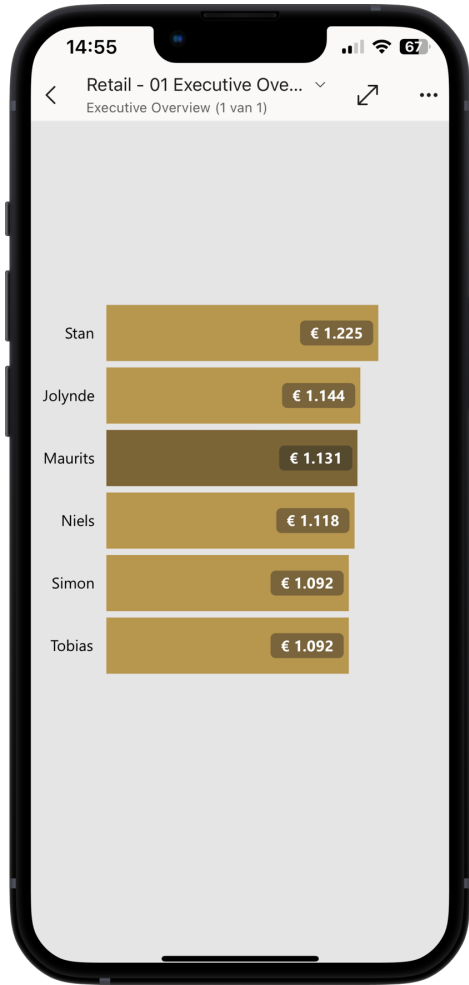 14:55
67
Retail - 01 Executive Ove...
Executive Overview (1 van 1)
Stan € 1.225
Jolynde € 1.144
Maurits € 1.131
Niels € 1.118
Simon € 1.092
Tobias € 1.092